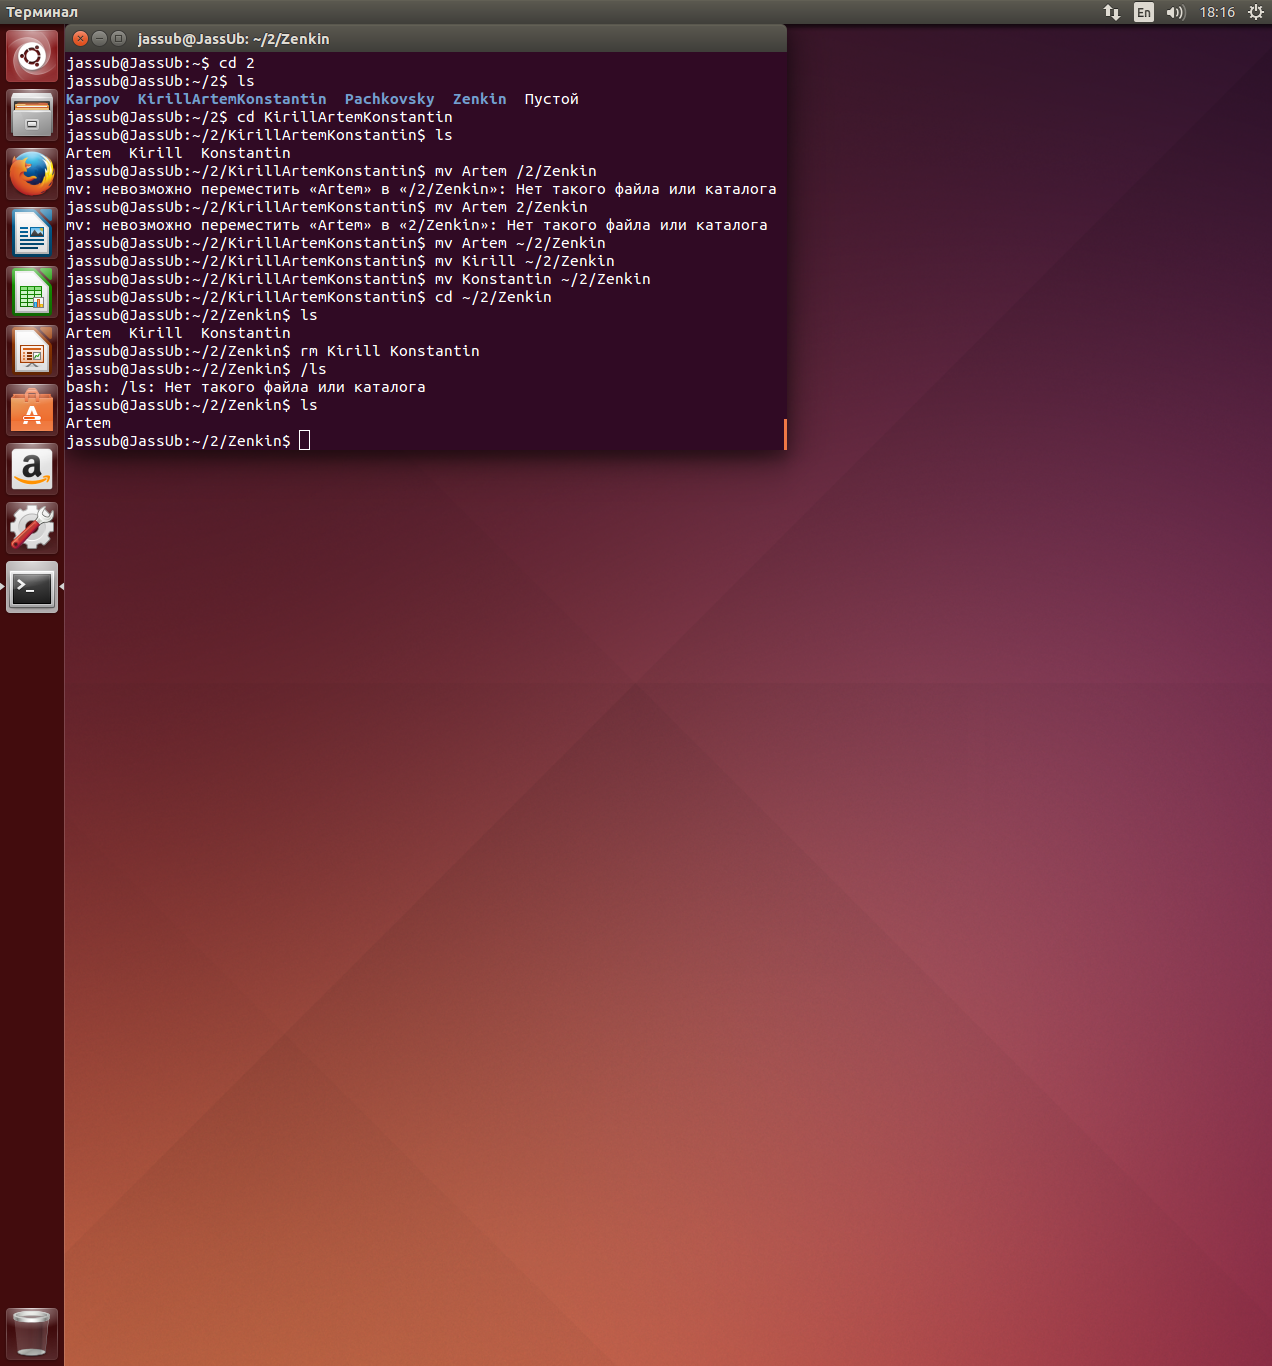 Терминал
En
18:16
jassub@JassUb: ~/2/Zenkin
jassub@JassUb:~$ cd 2
jassub@JassUb:~/2$ ls
Karpov  KirillArtemKonstantin  Pachkovsky  Zenkin  Пустой
jassub@JassUb:~/2$ cd KirillArtemKonstantin
jassub@JassUb:~/2/KirillArtemKonstantin$ ls
Artem  Kirill  Konstantin
jassub@JassUb:~/2/KirillArtemKonstantin$ mv Artem /2/Zenkin
mv: невозможно переместить «Artem» в «/2/Zenkin»: Нет такого файла или каталога
jassub@JassUb:~/2/KirillArtemKonstantin$ mv Artem 2/Zenkin
mv: невозможно переместить «Artem» в «2/Zenkin»: Нет такого файла или каталога
jassub@JassUb:~/2/KirillArtemKonstantin$ mv Artem ~/2/Zenkin
jassub@JassUb:~/2/KirillArtemKonstantin$ mv Kirill ~/2/Zenkin
jassub@JassUb:~/2/KirillArtemKonstantin$ mv Konstantin ~/2/Zenkin
jassub@JassUb:~/2/KirillArtemKonstantin$ cd ~/2/Zenkin
jassub@JassUb:~/2/Zenkin$ ls
Artem  Kirill  Konstantin
jassub@JassUb:~/2/Zenkin$ rm Kirill Konstantin
jassub@JassUb:~/2/Zenkin$ /ls
bash: /ls: Нет такого файла или каталога
jassub@JassUb:~/2/Zenkin$ ls
Artem
jassub@JassUb:~/2/Zenkin$